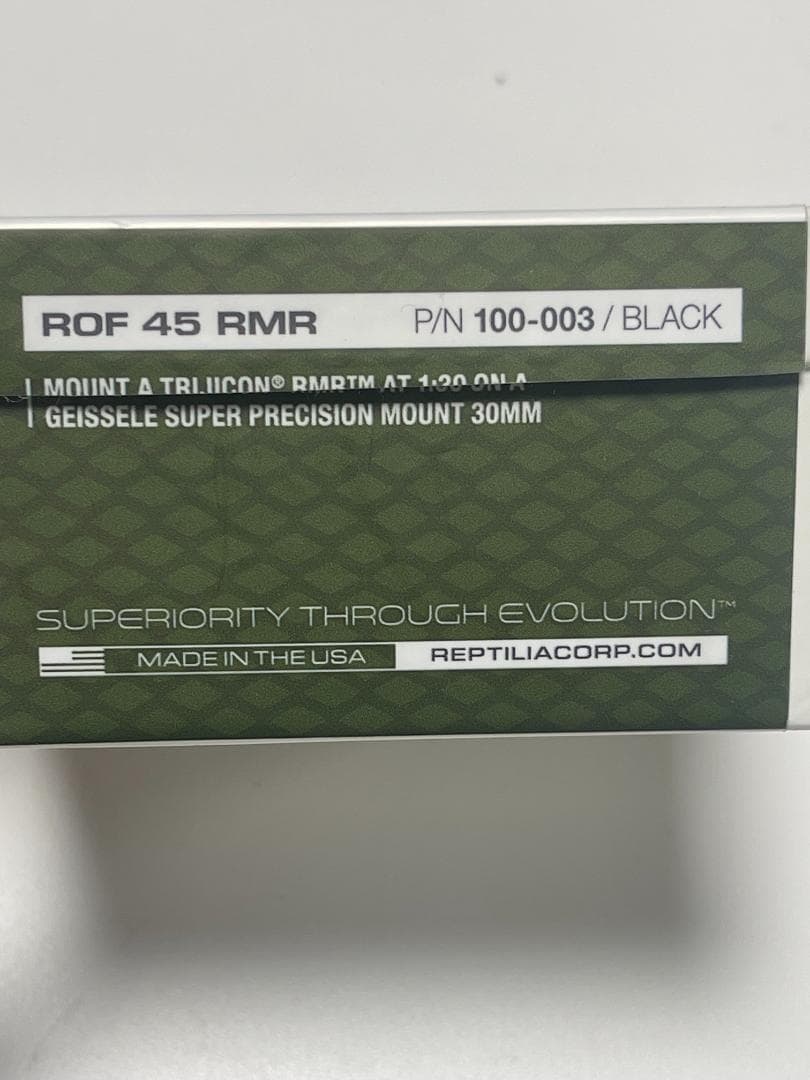 ROF 45 RMR P/N 100-003 / BLACK
MOUNT A TRIJICON® RMR™ AT 1:30 ON A
GEISSELE SUPER PRECISION MOUNT 30MM
SUPERIORITY THROUGH EVOLUTION™
MADE IN THE USA REPTILIACORP.COM